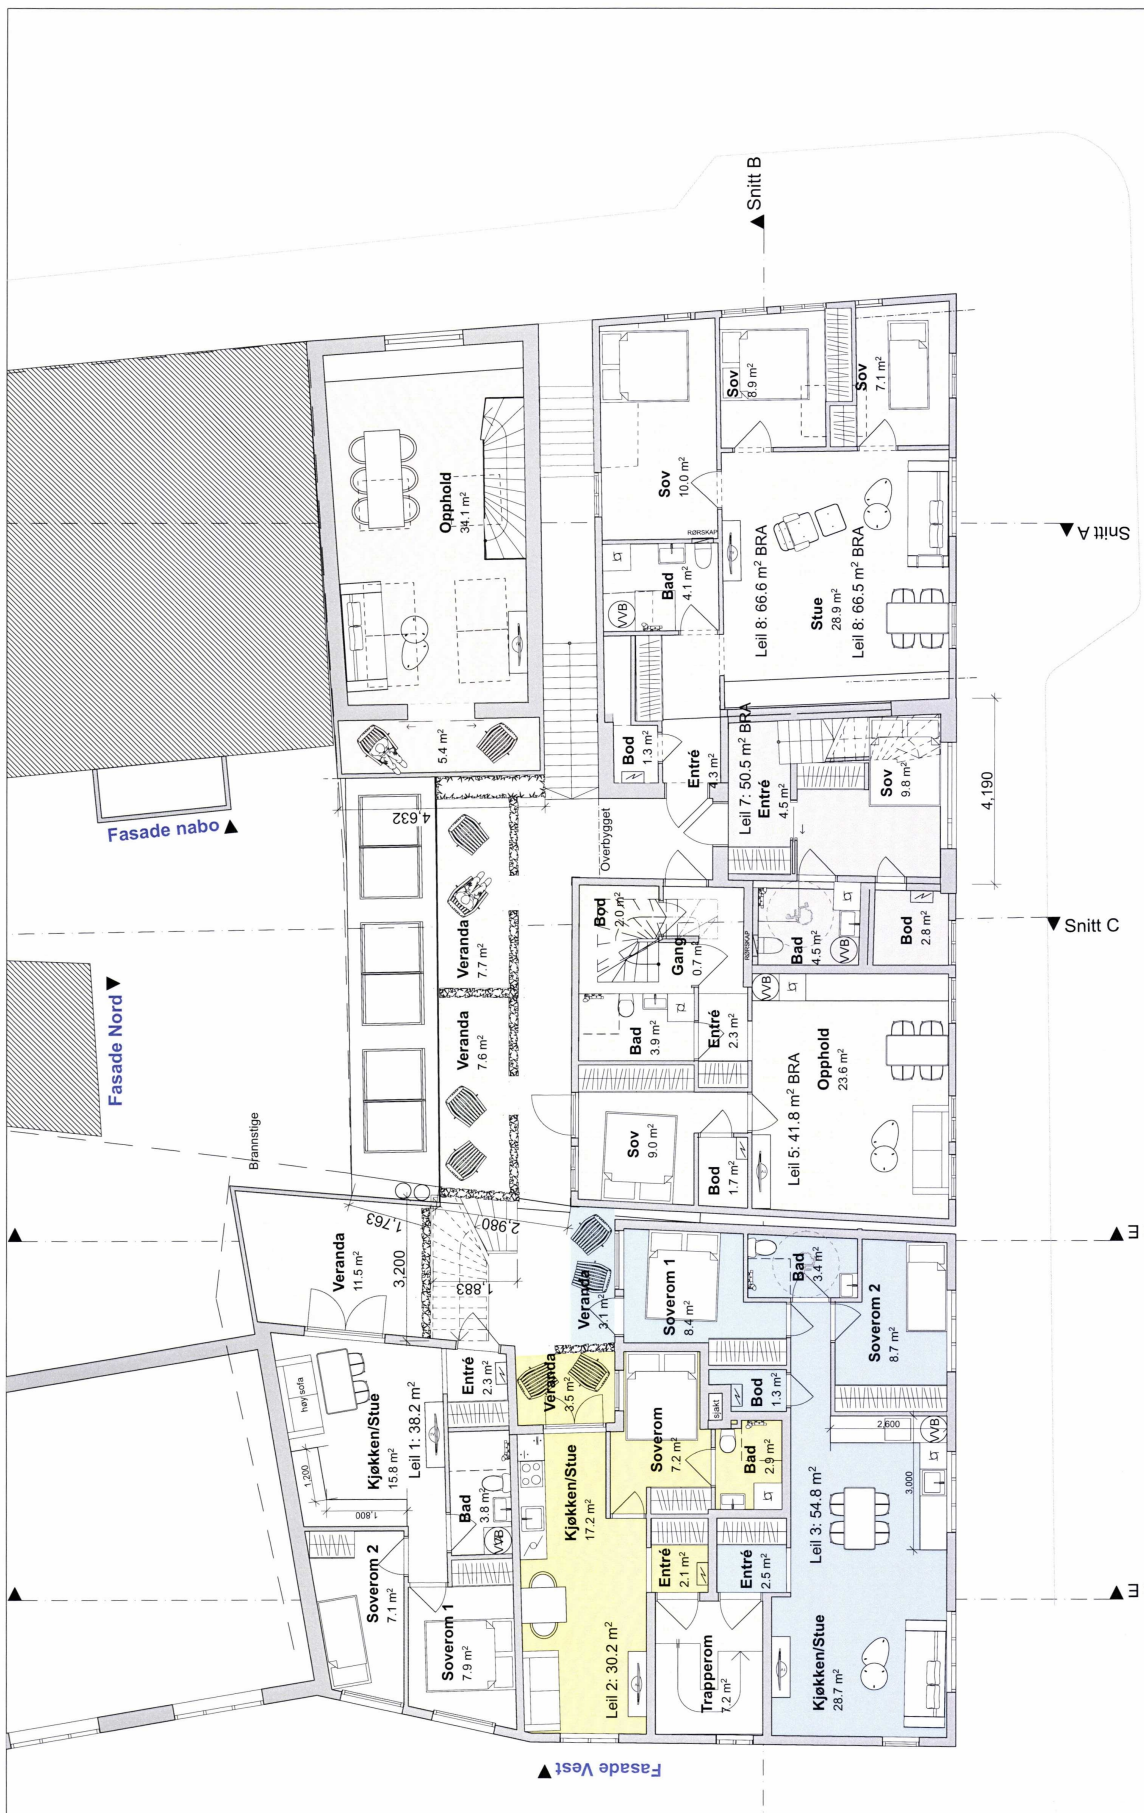 Snitt B
Opphold
34.1 m²
5.4 m²
Fasade nabo
4,632
Fasade Nord
Brannstige
Veranda
7.7 m²
Veranda
7.6 m²
Overbygget
Sov
10.0 m²
Sov
8.9 m²
Sov
7.1 m²
RØRSKAP
Bad
4.1 m²
VVB
Leil 8: 66.6 m² BRA
Stue
28.9 m²
Leil 8: 66.5 m² BRA
Snitt A
Bod
1.3 m²
Entré
4.3 m²
Leil 7: 50.5 m² BRA
Entré
4.5 m²
Sov
9.8 m²
4,190
Bod
2.0 m²
Gang
0.7 m²
RØRSKAP
Bad
4.5 m²
VVB
Bod
2.8 m²
Snitt C
Bad
3.9 m²
Entré
2.3 m²
VVB
Opphold
23.6 m²
Leil 5: 41.8 m² BRA
Sov
9.0 m²
Bod
1.7 m²
Veranda
11.5 m²
1,763
3,200
2,980
1,883
Veranda
3.1 m²
Soverom 1
8.4 m²
Bad
3.4 m²
Soverom 2
8.7 m²
E
høy sofa
Kjøkken/Stue
15.8 m²
Leil 1: 38.2 m²
1,200
1,800
Entré
2.3 m²
Bad
3.8 m²
VVB
Veranda
3.5 m²
Soverom
7.2 m²
sjakt
Bod
1.3 m²
Bad
2.9 m²
2,600
3,000
VVB
Leil 3: 54.8 m²
Soverom 2
7.1 m²
Soverom 1
7.9 m²
Kjøkken/Stue
17.2 m²
Leil 2: 30.2 m²
Entré
2.1 m²
Entré
2.5 m²
Trapperom
7.2 m²
Kjøkken/Stue
28.7 m²
E
Fasade Vest